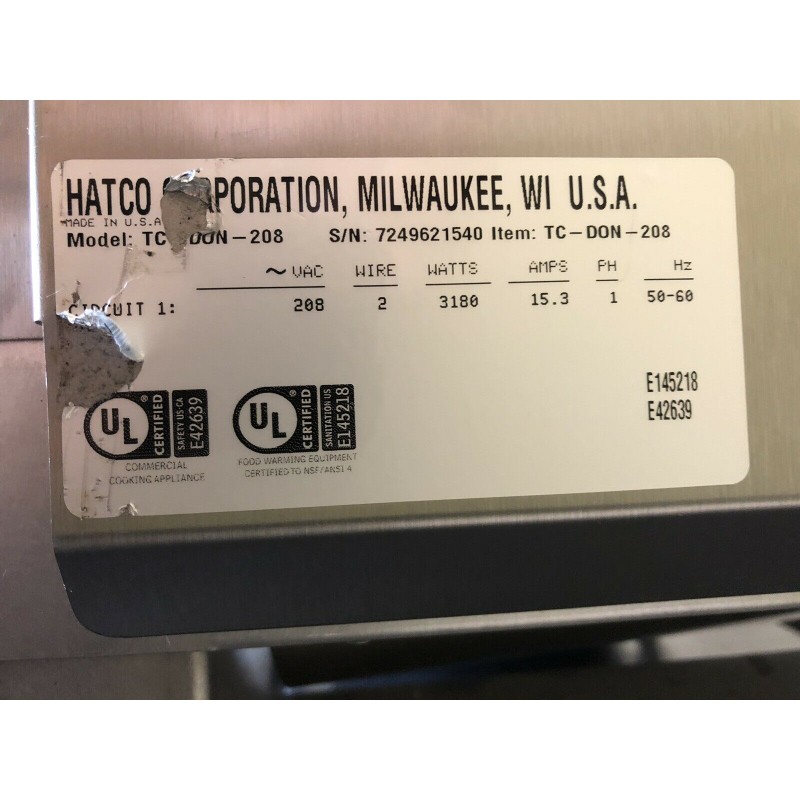 HATCO PORATION, MILWAUKEE, WI U.S.A.
MADE IN U.S.A
Model: TC DON-208 S/N: 7249621540 Item: TC-DON-208
~ VAC WIRE WATTS AMPS PH Hz
CIRCUIT 1: 208 2 3180 15.3 1 50-60
E145218
E42639
UL ® CERTIFIED SAFETY US-CA E42639
COMMERCIAL
COOKING APPLIANCE
UL ® CERTIFIED SANITATION US E145218
FOOD WARMING EQUIPMENT
CERTIFIED TO NSF/ANSI 4